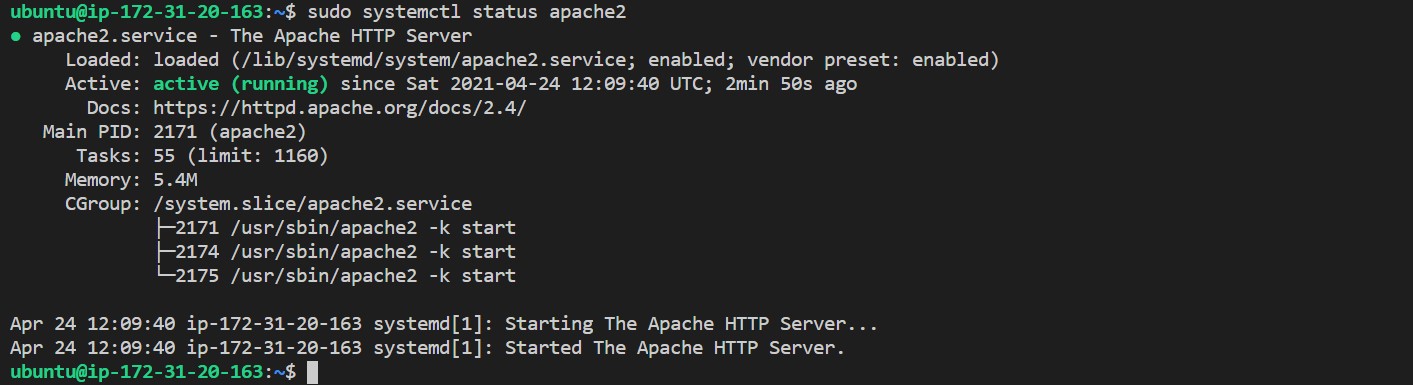 ubuntu@ip-172-31-20-163:~$ sudo systemctl status apache2
● apache2.service - The Apache HTTP Server
     Loaded: loaded (/lib/systemd/system/apache2.service; enabled; vendor preset: enabled)
     Active: active (running) since Sat 2021-04-24 12:09:40 UTC; 2min 50s ago
       Docs: https://httpd.apache.org/docs/2.4/
   Main PID: 2171 (apache2)
      Tasks: 55 (limit: 1160)
     Memory: 5.4M
     CGroup: /system.slice/apache2.service
             ├─2171 /usr/sbin/apache2 -k start
             ├─2174 /usr/sbin/apache2 -k start
             └─2175 /usr/sbin/apache2 -k start

Apr 24 12:09:40 ip-172-31-20-163 systemd[1]: Starting The Apache HTTP Server...
Apr 24 12:09:40 ip-172-31-20-163 systemd[1]: Started The Apache HTTP Server.
ubuntu@ip-172-31-20-163:~$